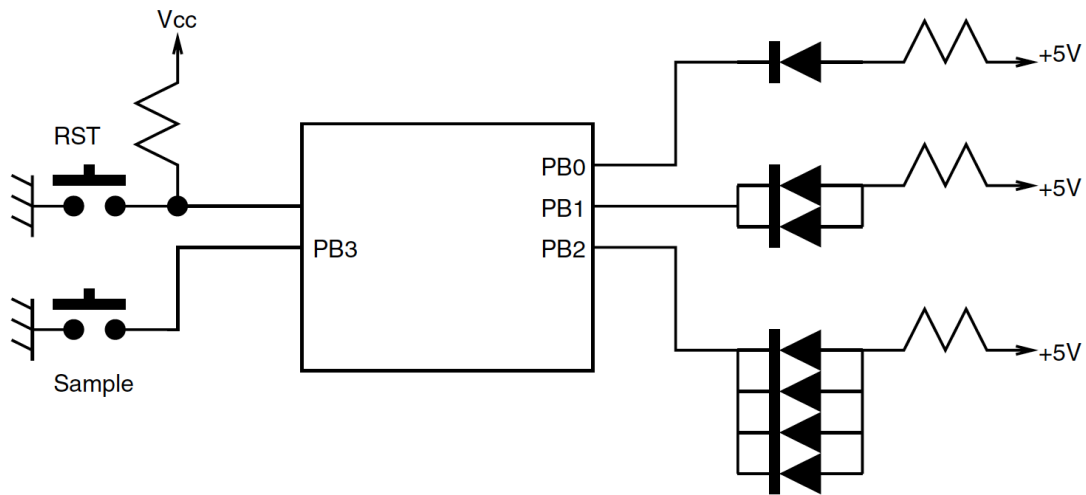 Vcc
+5V
RST
PB0
+5V
PB1
PB3
PB2
+5V
Sample